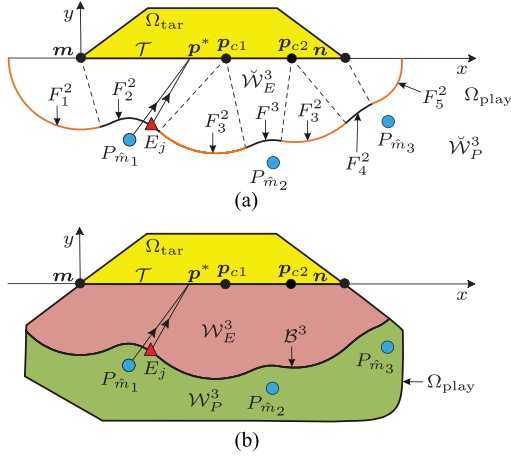 y
Ω_tar
m 𝒯 p* p_c1 p_c2 n x
F_1^2 F_2^2 𝒲̆_E^3 F_5^2 Ω_play
F_3^2 F^3 F_3^2
P_m̂1 E_j P_m̂2 F_4^2 P_m̂3 𝒲̆_P^3
(a)
y
Ω_tar
m 𝒯 p* p_c1 p_c2 n x
𝒲_E^3 ℬ^3
P_m̂1 E_j 𝒲_P^3 P_m̂2 P_m̂3 Ω_play
(b)